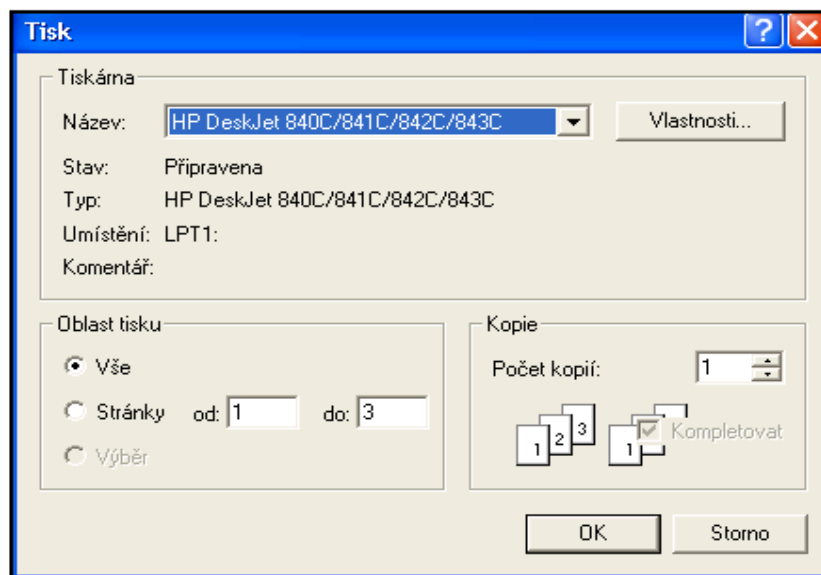 Tisk
Tiskárna
Název: HP DeskJet 840C/841C/842C/843C Vlastnosti...
Stav: Připravena
Typ: HP DeskJet 840C/841C/842C/843C
Umístění: LPT1:
Komentář:
Oblast tisku
Vše
Stránky od: 1 do: 3
Výběr
Kopie
Počet kopií: 1
1 2 3 1 Kompletovat
OK Storno